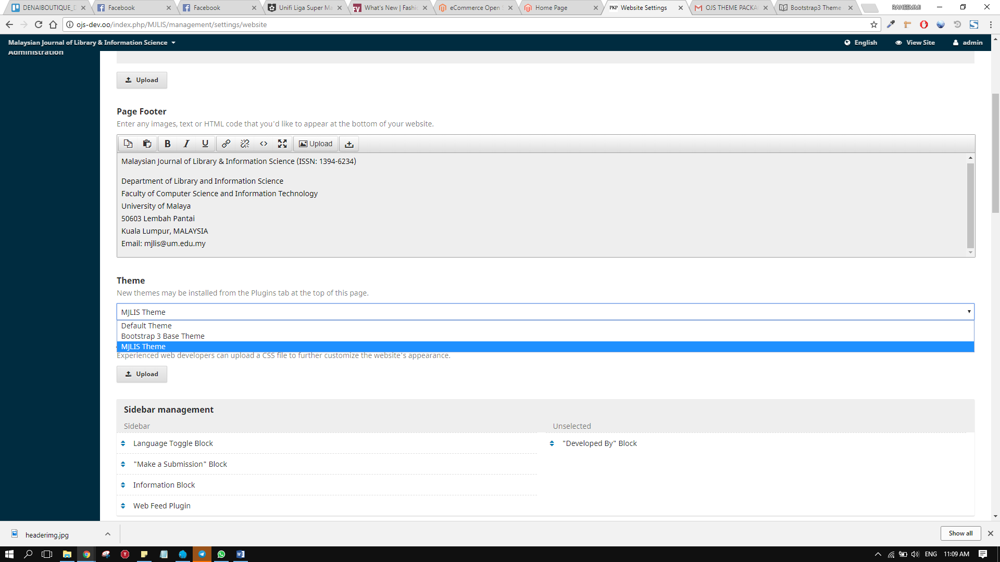 DENAIBOUTIQUE_D
Facebook
Facebook
Unifi Liga Super Ma
What's New | Fashi
eCommerce Open S
Home Page
PKP Website Settings
OJS THEME PACKA
Bootstrap3 Theme
RAHEEMMI
ojs-dev.oo/index.php/MJLIS/management/settings/website
Malaysian Journal of Library & Information Science
English
View Site
admin
Administration
Upload
Page Footer
Enter any images, text or HTML code that you'd like to appear at the bottom of your website.
B I U
Upload
Malaysian Journal of Library & Information Science (ISSN: 1394-6234)
Department of Library and Information Science
Faculty of Computer Science and Information Technology
University of Malaya
50603 Lembah Pantai
Kuala Lumpur, MALAYSIA
Email: mjlis@um.edu.my
Theme
New themes may be installed from the Plugins tab at the top of this page.
MJLIS Theme
Default Theme
Bootstrap 3 Base Theme
MJLIS Theme
Experienced web developers can upload a CSS file to further customize the website's appearance.
Upload
Sidebar management
Sidebar
Unselected
Language Toggle Block
"Developed By" Block
"Make a Submission" Block
Information Block
Web Feed Plugin
headerimg.jpg
Show all
ENG
11:09 AM